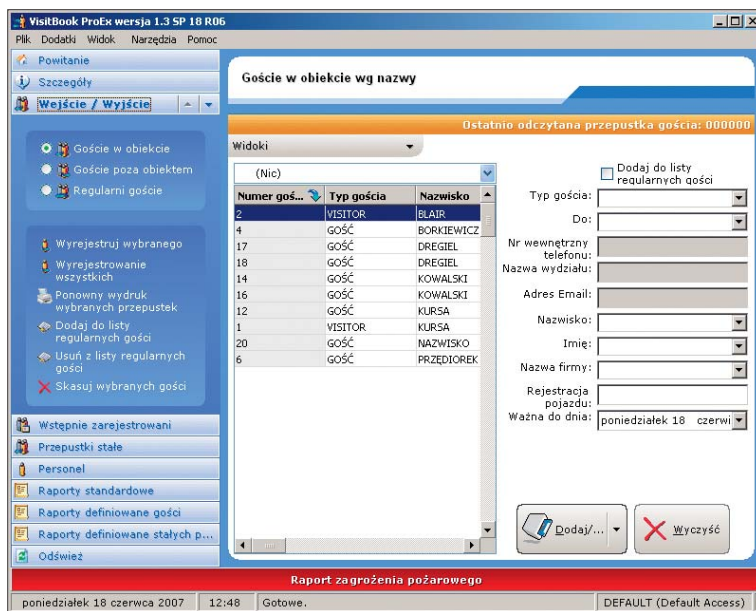 VisitBook ProEx wersja 1.3 SP 18 R06
Plik Dodatki Widok Narzędzia Pomoc
Powitanie
Szczegóły
Wejście / Wyjście
Goście w obiekcie
Goście poza obiektem
Regularni goście
Wyrejestruj wybranego
Wyrejestrowanie
wszystkich
Ponowny wydruk
wybranych przepustek
Dodaj do listy
regularnych gości
Usuń z listy regularnych
gości
Skasuj wybranych gości
Wstępnie zarejestrowani
Przepustki stałe
Personel
Raporty standardowe
Raporty definiowane gości
Raporty definiowane stałych p...
Odśwież
Goście w obiekcie wg nazwy
Ostatnio odczytana przepustka gościa: 000000
Widoki
(Nic)
Numer goś... Typ gościa Nazwisko
2 VISITOR BLAIR
4 GOŚĆ BORKIEWICZ
17 GOŚĆ DREGIEL
18 GOŚĆ DREGIEL
14 GOŚĆ KOWALSKI
16 GOŚĆ KOWALSKI
12 GOŚĆ KURSA
1 VISITOR KURSA
20 GOŚĆ NAZWISKO
6 GOŚĆ PRZĘDIOREK
Dodaj do listy
regularnych gości
Typ gościa:
Do:
Nr wewnętrzny
telefonu:
Nazwa wydziału:
Adres Email:
Nazwisko:
Imię:
Nazwa firmy:
Rejestracja
pojazdu:
Ważna do dnia: poniedziałek 18 czerwi
Dodaj/... Wyczyść
Raport zagrożenia pożarowego
poniedziałek 18 czerwca 2007 12:48 Gotowe. DEFAULT (Default Access)